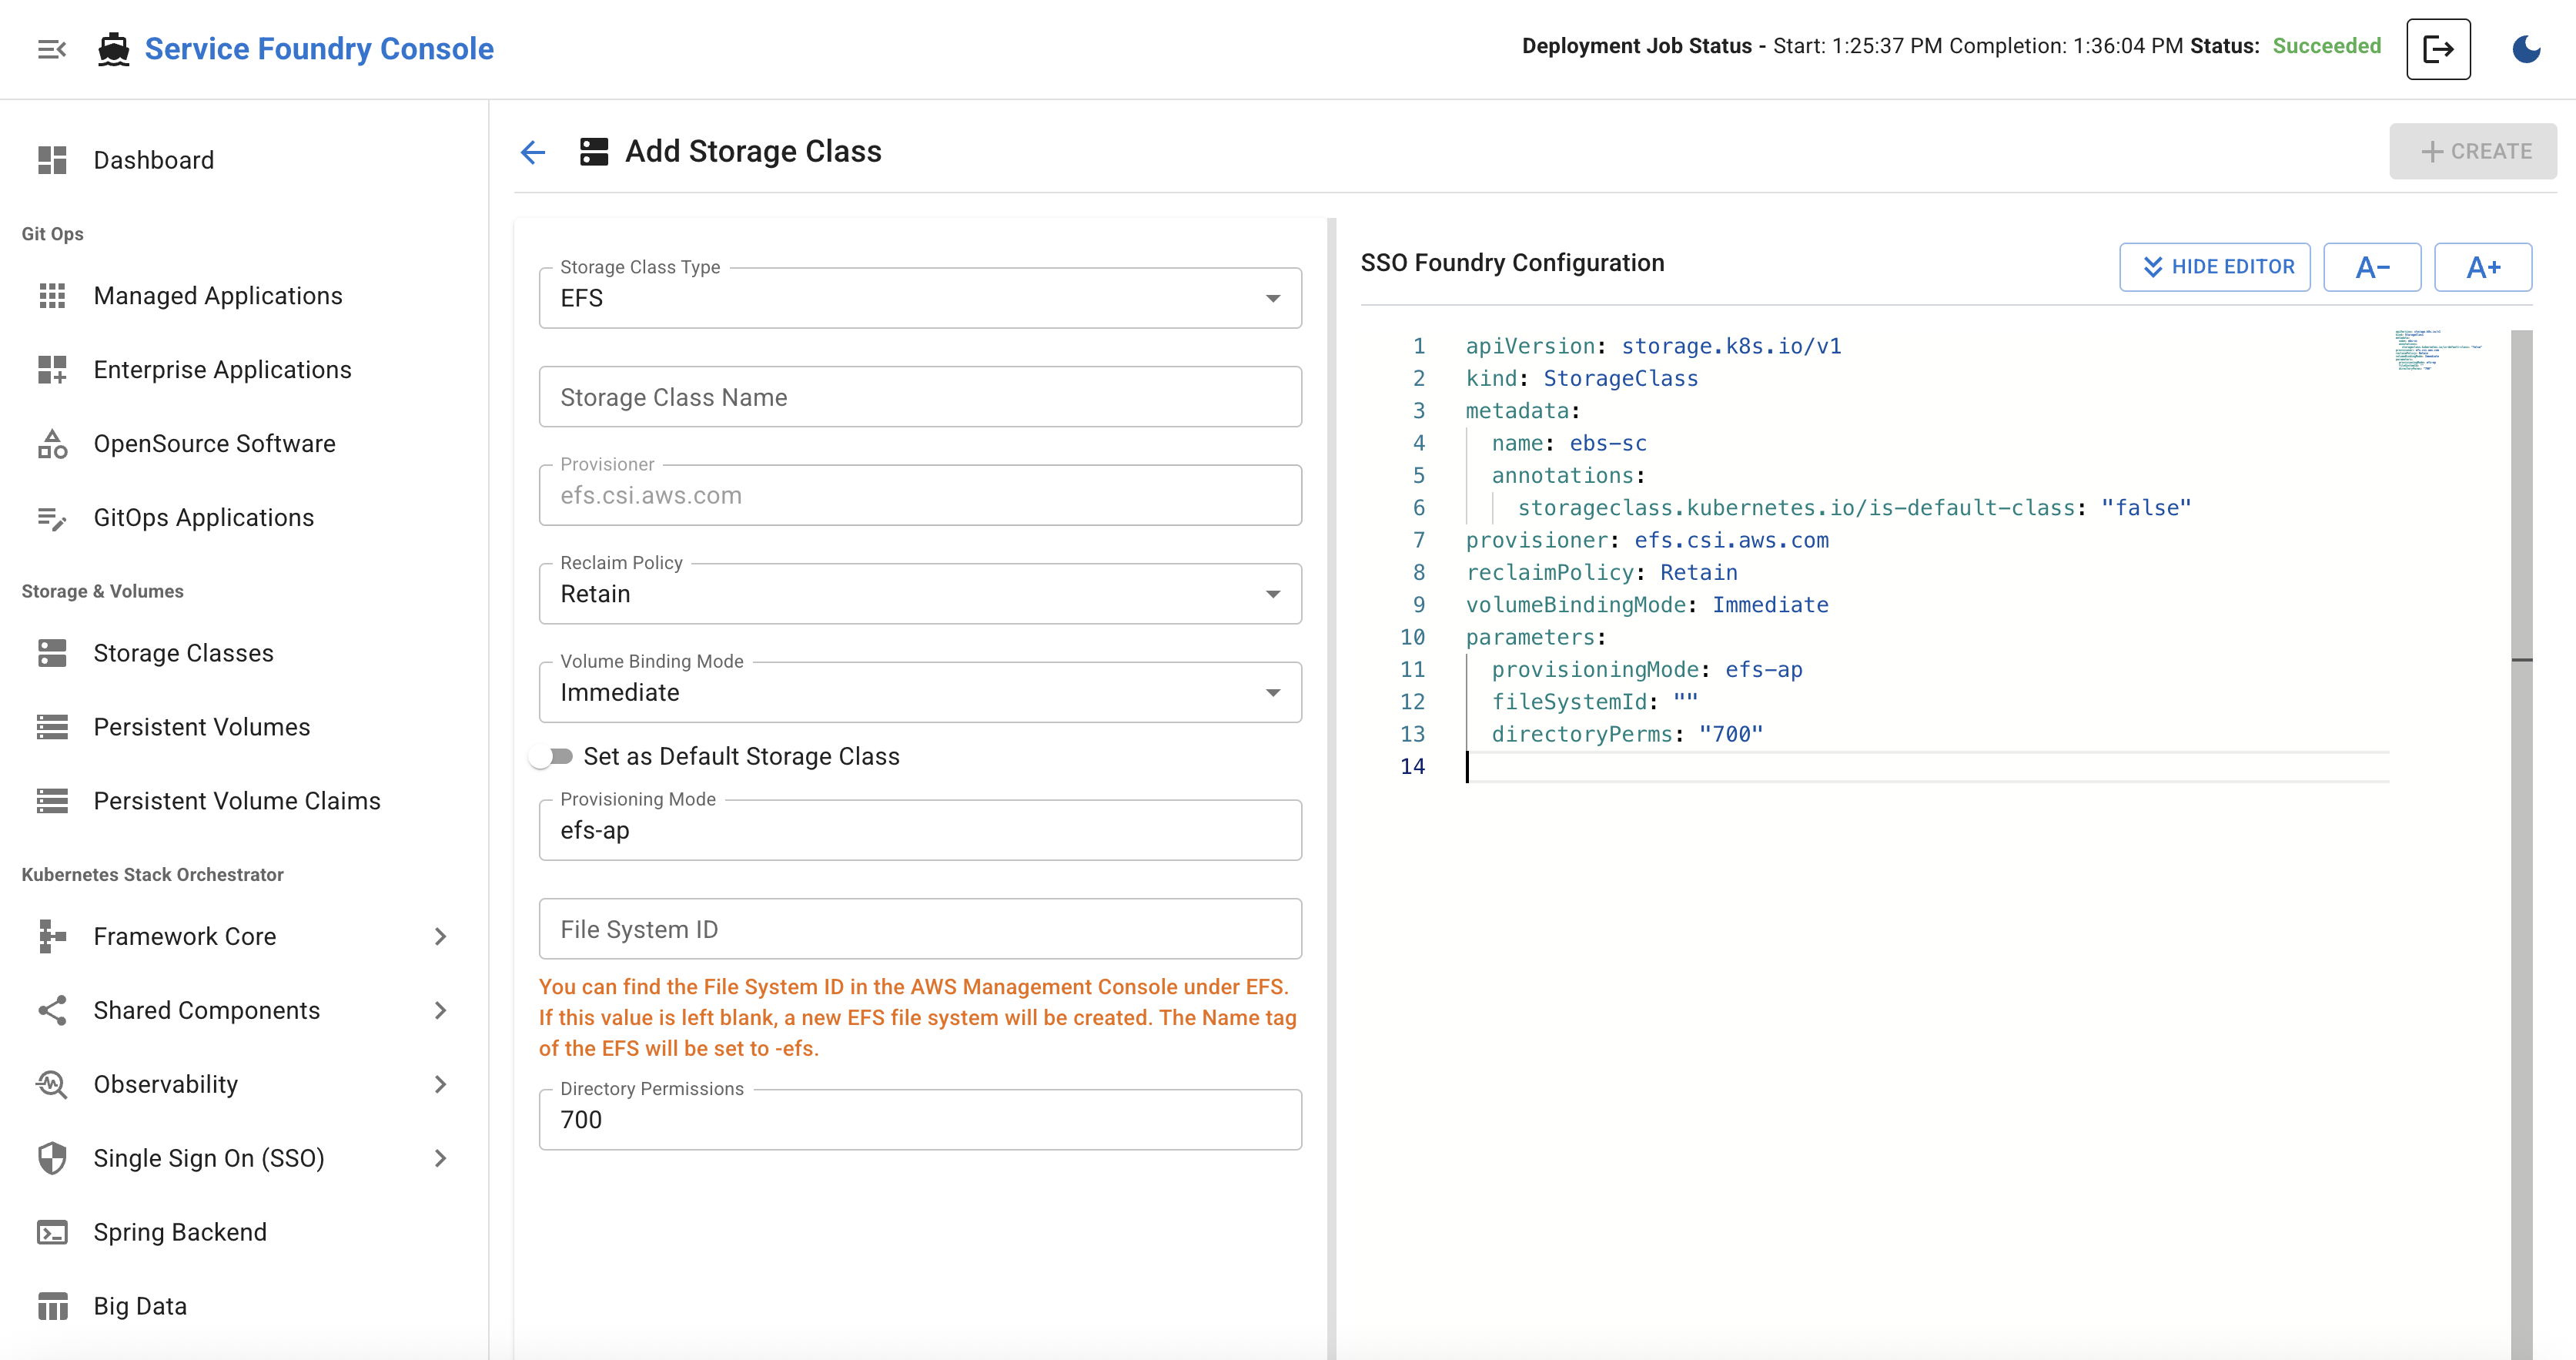 Service Foundry Console
Deployment Job Status - Start: 1:25:37 PM Completion: 1:36:04 PM Status: Succeeded
Dashboard
Git Ops
Managed Applications
Enterprise Applications
OpenSource Software
GitOps Applications
Storage & Volumes
Storage Classes
Persistent Volumes
Persistent Volume Claims
Kubernetes Stack Orchestrator
Framework Core
Shared Components
Observability
Single Sign On (SSO)
Spring Backend
Big Data
Add Storage Class
CREATE
Storage Class Type
EFS
Storage Class Name
Provisioner
efs.csi.aws.com
Reclaim Policy
Retain
Volume Binding Mode
Immediate
Set as Default Storage Class
Provisioning Mode
efs-ap
File System ID
You can find the File System ID in the AWS Management Console under EFS.
If this value is left blank, a new EFS file system will be created. The Name tag
of the EFS will be set to -efs.
Directory Permissions
700
SSO Foundry Configuration
HIDE EDITOR
A-
A+
1 apiVersion: storage.k8s.io/v1
2 kind: StorageClass
3 metadata:
4 name: ebs-sc
5 annotations:
6 storageclass.kubernetes.io/is-default-class: "false"
7 provisioner: efs.csi.aws.com
8 reclaimPolicy: Retain
9 volumeBindingMode: Immediate
10 parameters:
11 provisioningMode: efs-ap
12 fileSystemId: ""
13 directoryPerms: "700"
14